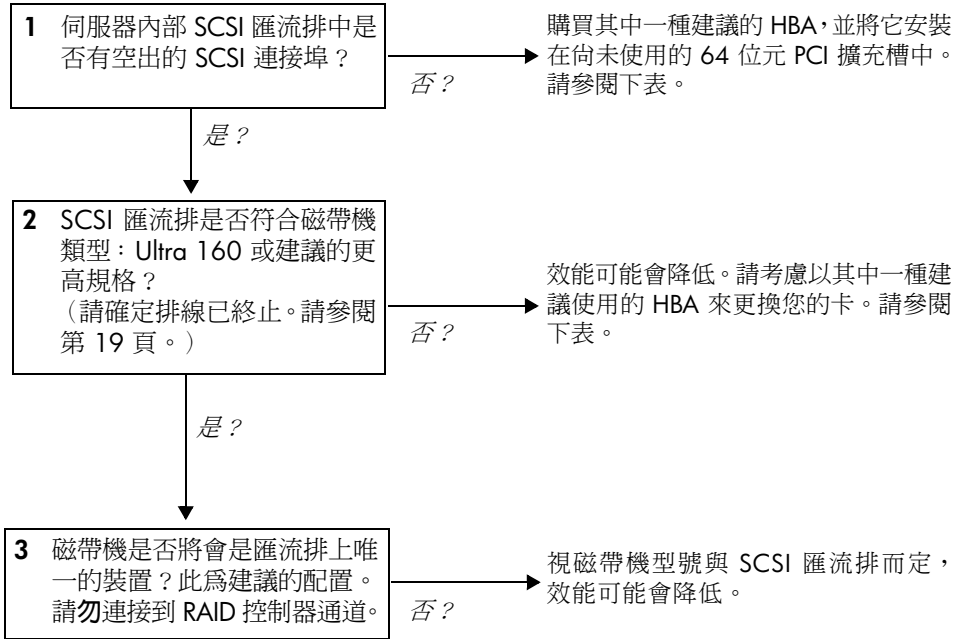 1 伺服器內部 SCSI 匯流排中是
否有空出的 SCSI 連接埠？
否？
購買其中一種建議的 HBA，並將它安裝
在尚未使用的 64 位元 PCI 擴充槽中。
請參閱下表。
是？
2 SCSI 匯流排是否符合磁帶機
類型：Ultra 160 或建議的更
高規格？
（請確定排線已終止。請參閱
第 19 頁。）
否？
效能可能會降低。請考慮以其中一種建
議使用的 HBA 來更換您的卡。請參閱
下表。
是？
3 磁帶機是否將會是匯流排上唯
一的裝置？此為建議的配置。
請勿連接到 RAID 控制器通道。
否？
視磁帶機型號與 SCSI 匯流排而定，
效能可能會降低。